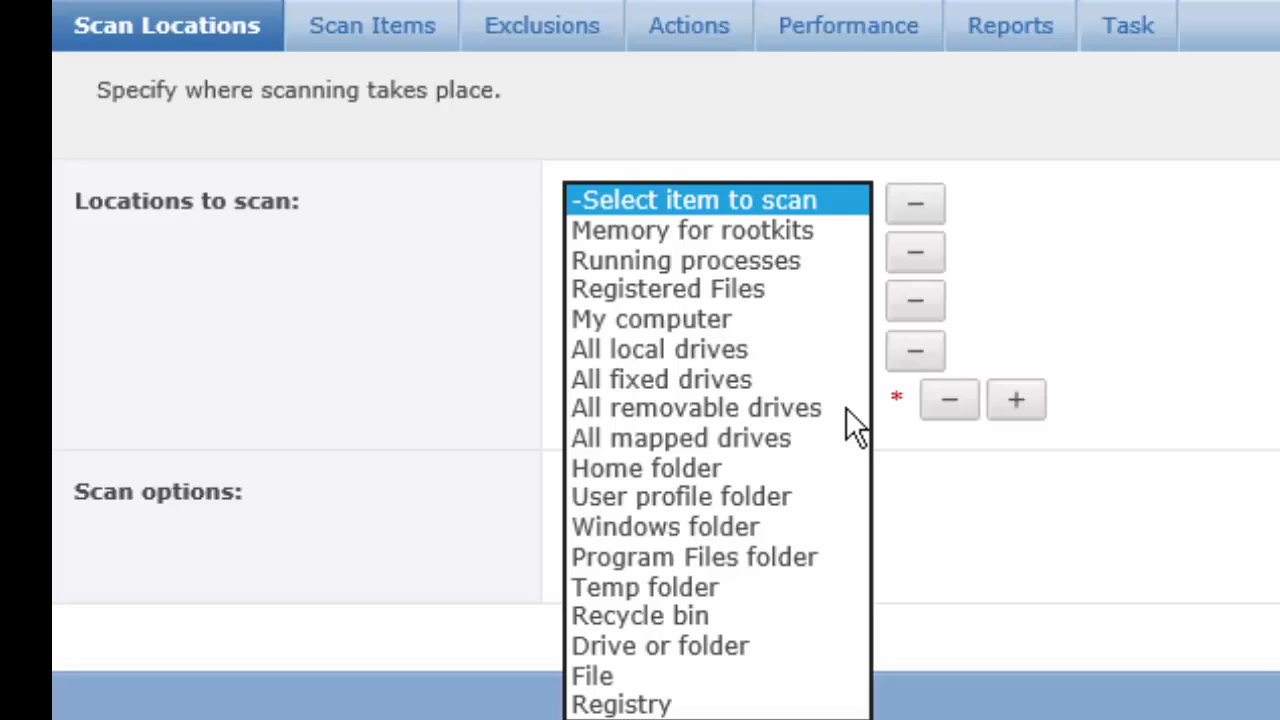 Scan Locations Scan Items Exclusions Actions Performance Reports Task
Specify where scanning takes place.
Locations to scan:
-Select item to scan
Memory for rootkits
Running processes
Registered Files
My computer
All local drives
All fixed drives
All removable drives
All mapped drives
Home folder
User profile folder
Windows folder
Program Files folder
Temp folder
Recycle bin
Drive or folder
File
Registry
−
−
−
−
* − +
Scan options: